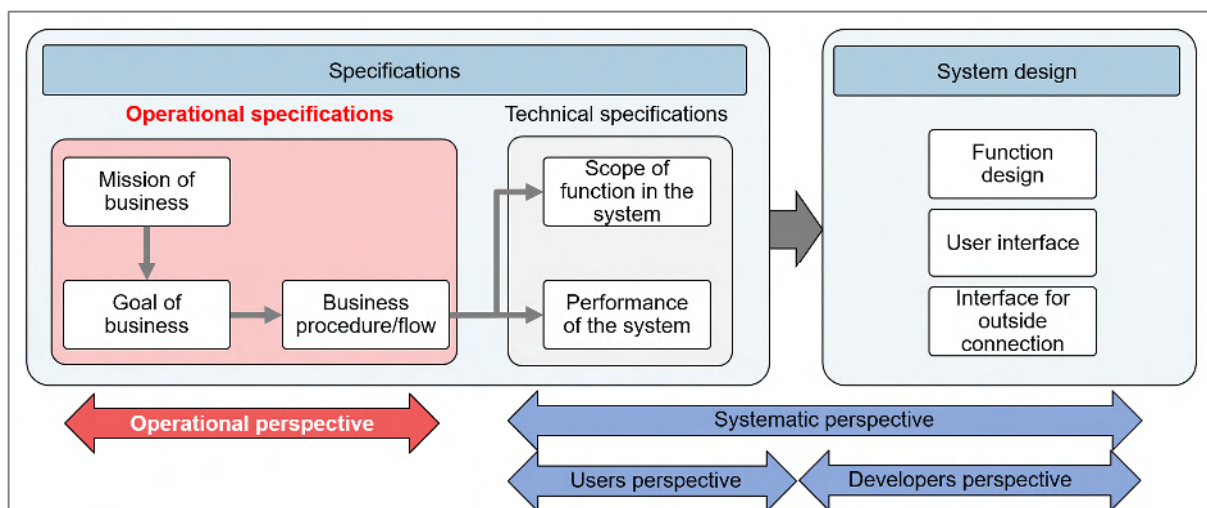 Specifications
System design
Operational specifications
Technical specifications
Mission of
business
Scope of
function in the
system
Function
design
User interface
Goal of
business
Business
procedure/flow
Performance
of the system
Interface for
outside
connection
Operational perspective
Systematic perspective
Users perspective
Developers perspective